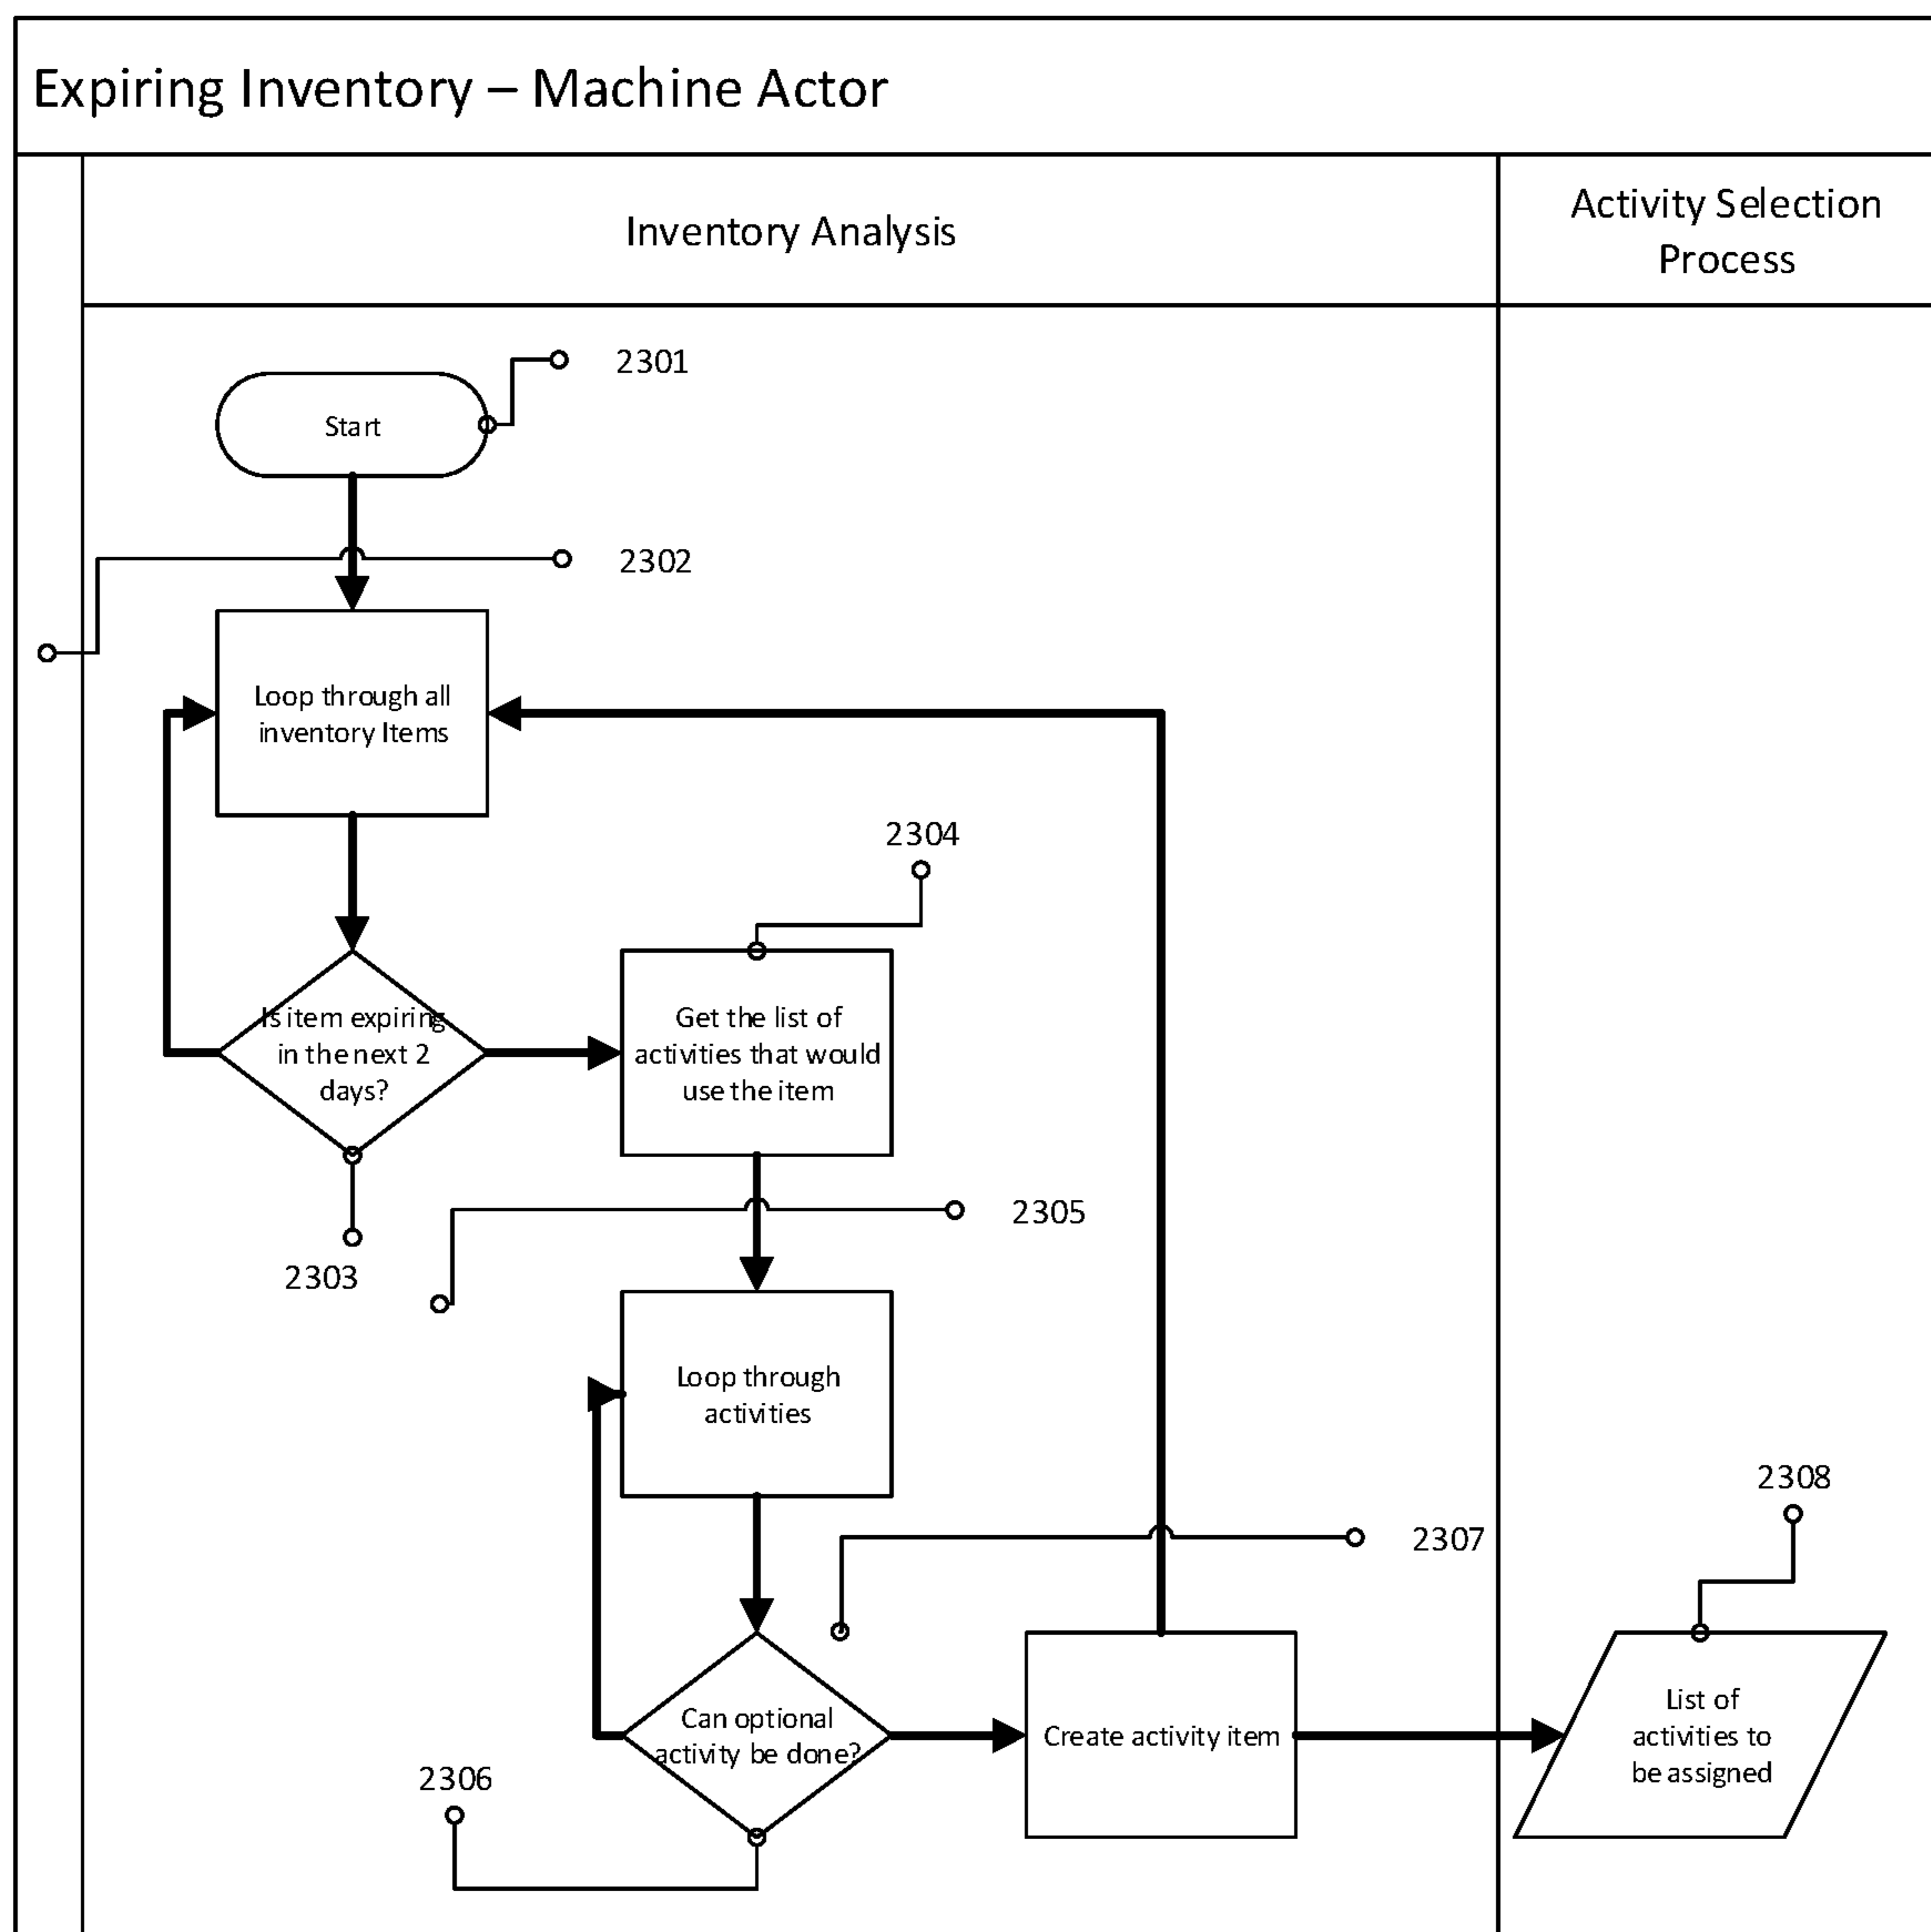 Expiring Inventory – Machine Actor
Inventory Analysis
Activity Selection
Process
2301
Start
2302
Loop through all
inventory Items
2304
Is item expiring
in the next 2
days?
Get the list of
activities that would
use the item
2305
2303
Loop through
activities
2308
2307
Can optional
activity be done?
Create activity item
List of
activities to
be assigned
2306